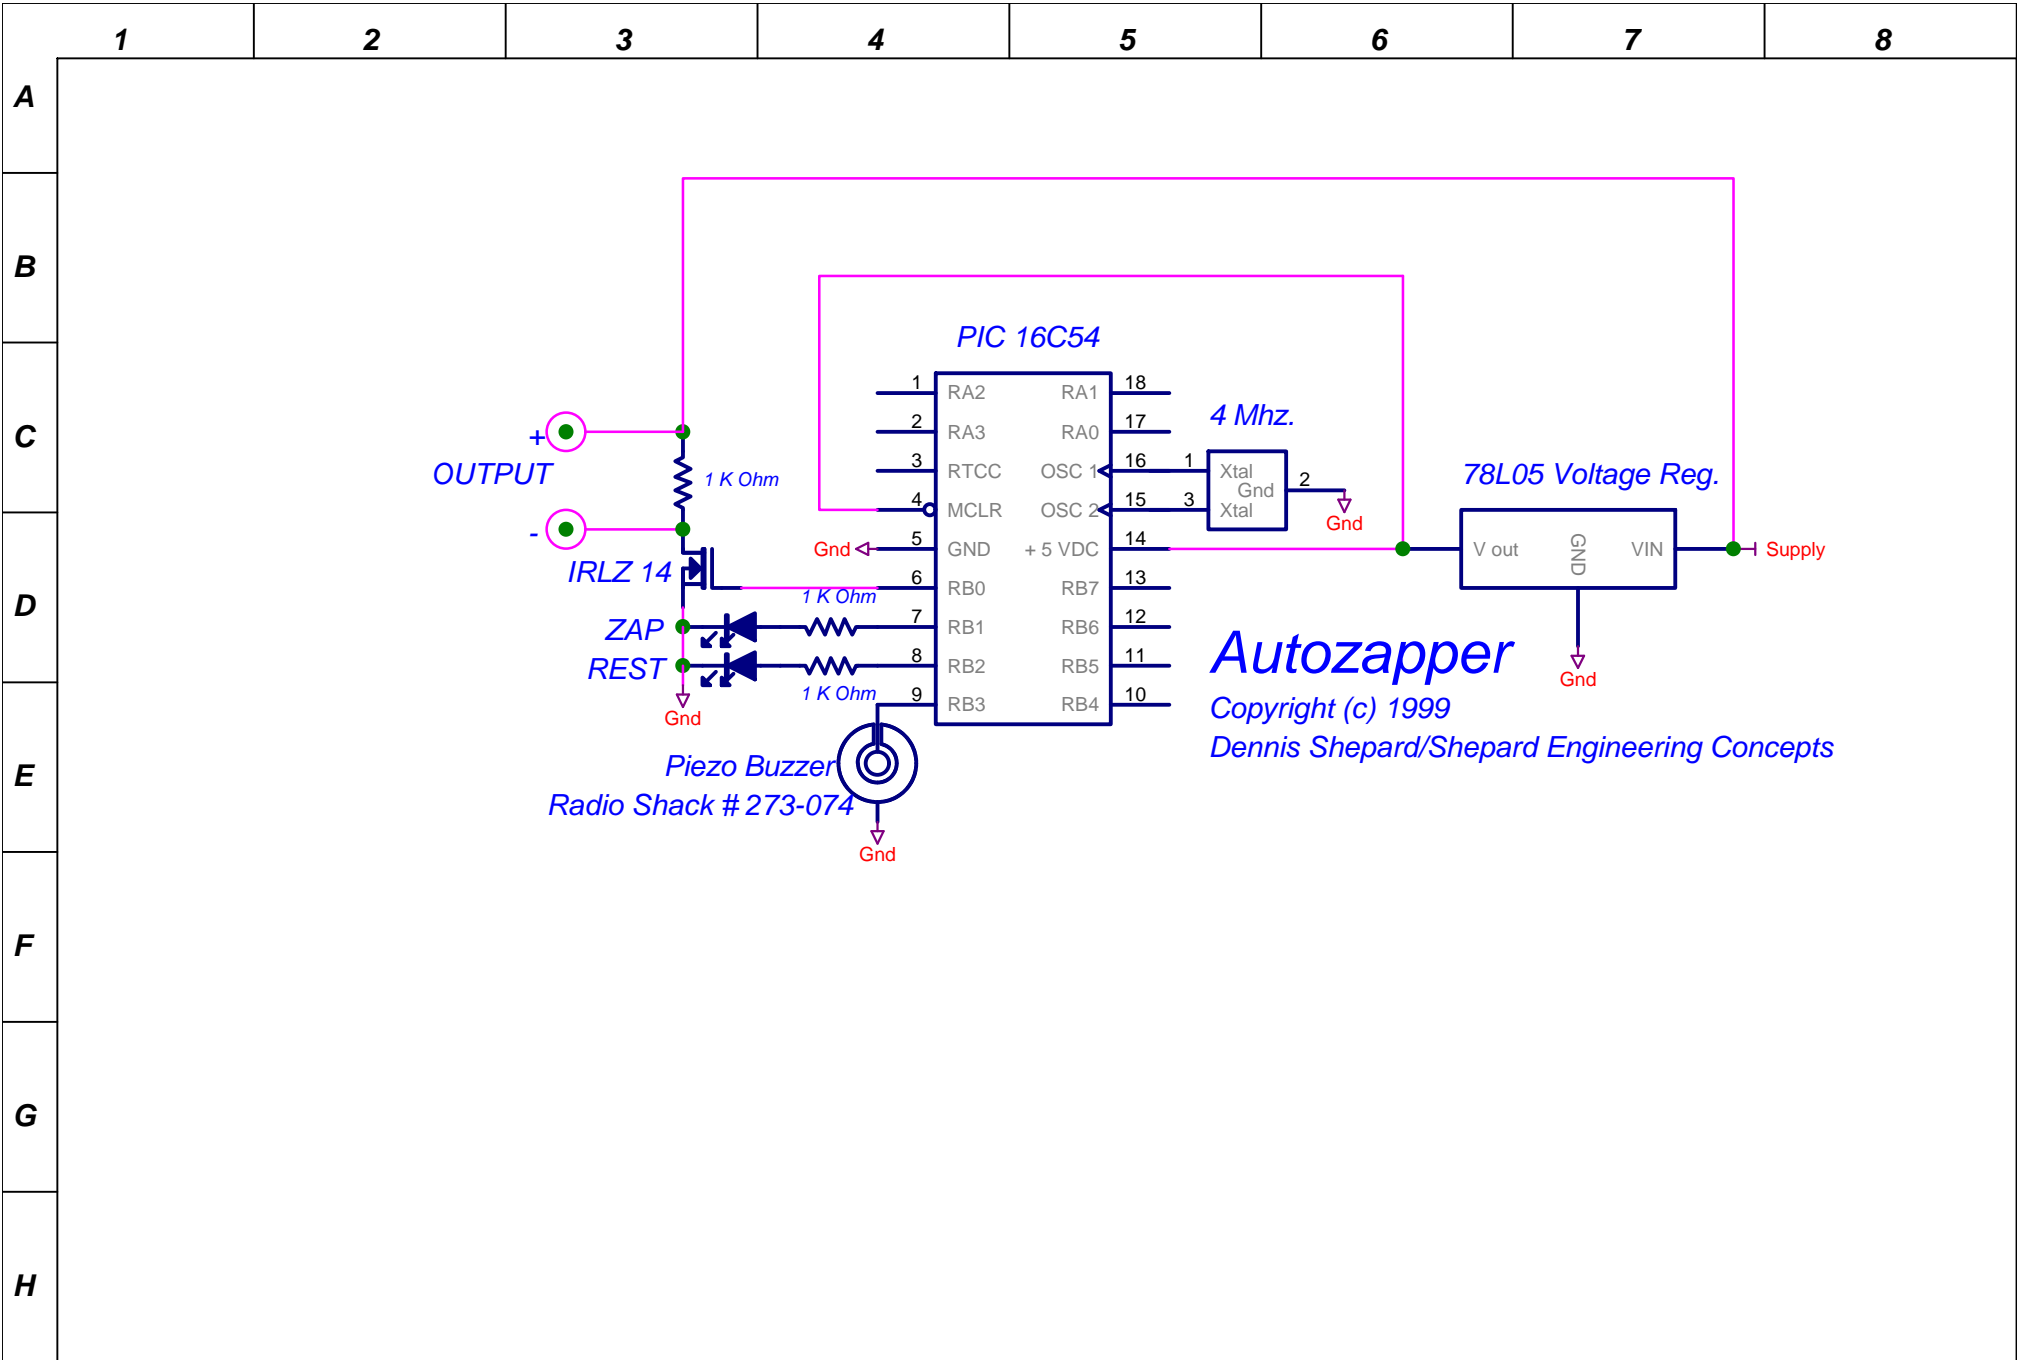 1 2 3 4 5 6 7 8
A
B
C
D
E
F
G
H
PIC 16C54
1 RA2 RA1 18
2 RA3 RA0 17
3 RTCC OSC 1 16
4 MCLR OSC 2 15
5 GND + 5 VDC 14
6 RB0 RB7 13
7 RB1 RB6 12
8 RB2 RB5 11
9 RB3 RB4 10
Gnd
4 Mhz.
1 Xtal
Gnd 2
3 Xtal
Gnd
78L05 Voltage Reg.
V out GND VIN
Supply
Gnd
+
OUTPUT
-
1 K Ohm
IRLZ 14
1 K Ohm
ZAP
REST
1 K Ohm
Gnd
Piezo Buzzer
Radio Shack # 273-074
Gnd
Autozapper
Copyright (c) 1999
Dennis Shepard/Shepard Engineering Concepts